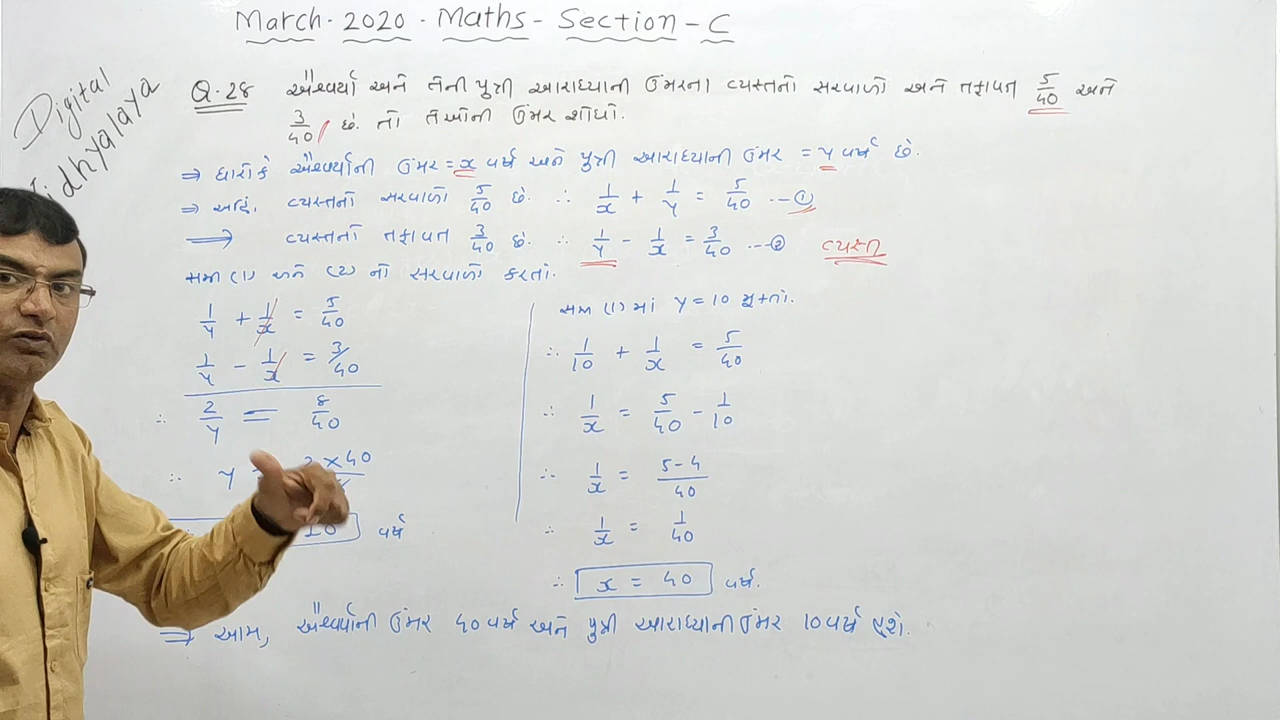 March - 2020 - Maths - Section - C
Digital
Vidhyalaya
Q.28 ઐશ્વર્યા અને તેની પુત્રી આરાધ્યાની ઉંમરના વ્યસ્તનો સરવાળો અને તફાવત 5/40 અને
3/40 છે. તો તેઓની ઉંમર શોધો.
⇒ ધારોકે ઐશ્વર્યાની ઉંમર = x વર્ષ અને પુત્રી આરાધ્યાની ઉંમર = y વર્ષ છે.
⇒ અહિં. વ્યસ્તનો સરવાળો 5/40 છે. ∴ 1/x + 1/y = 5/40 ---①
⇒ વ્યસ્તનો તફાવત 3/40 છે. ∴ 1/y - 1/x = 3/40 ---② વ્યસ્ત
સમી (1) અને (2) નો સરવાળો કરતાં.
1/y + 1/x = 5/40
1/y - 1/x = 3/40
∴ 2/y = 8/40
∴ y × 40
10 વર્ષ
સમી (1) માં y = 10 મૂકતાં.
∴ 1/10 + 1/x = 5/40
∴ 1/x = 5/40 - 1/10
∴ 1/x = 5-4/40
∴ 1/x = 1/40
∴ x = 40 વર્ષ.
⇒ આમ, ઐશ્વર્યાની ઉંમર 40 વર્ષ અને પુત્રી આરાધ્યાની ઉંમર 10 વર્ષ હશે.